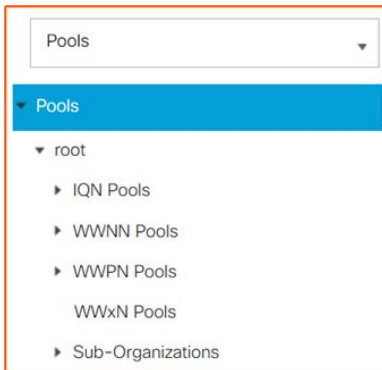 Pools
Pools
root
IQN Pools
WWNN Pools
WWPN Pools
WWxN Pools
Sub-Organizations